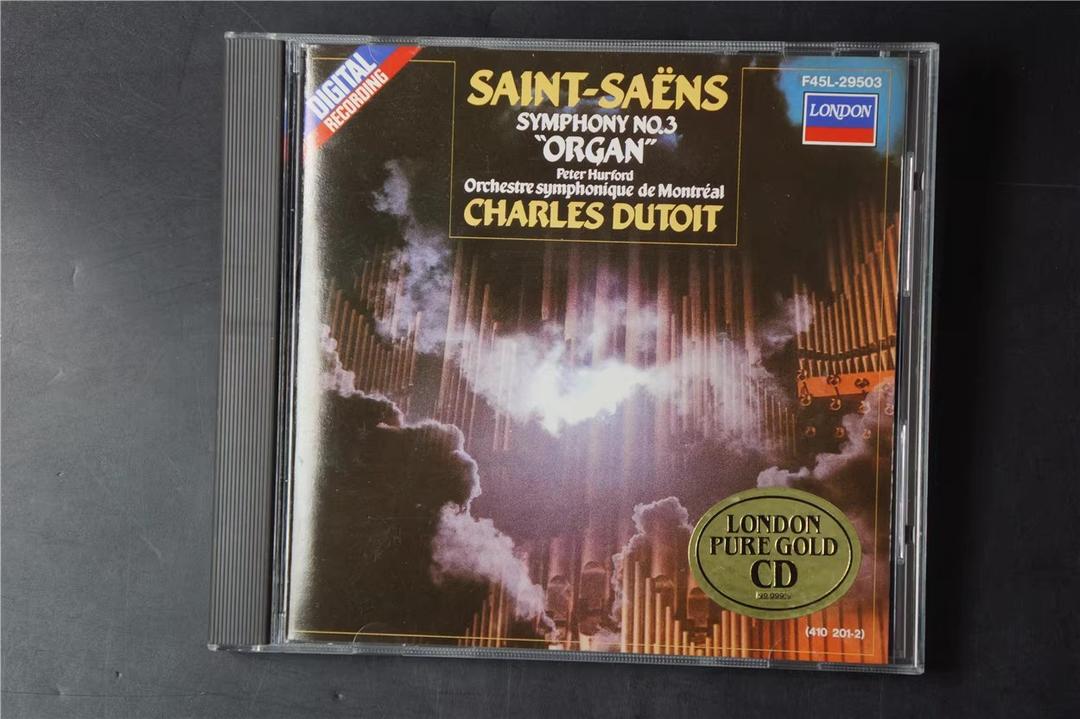 DIGITAL
RECORDING
SAINT-SAËNS
SYMPHONY NO.3
"ORGAN"
Peter Hurford
Orchestre symphonique de Montréal
CHARLES DUTOIT
F45L-29503
LONDON
LONDON
PURE GOLD
CD
(410 201-2)